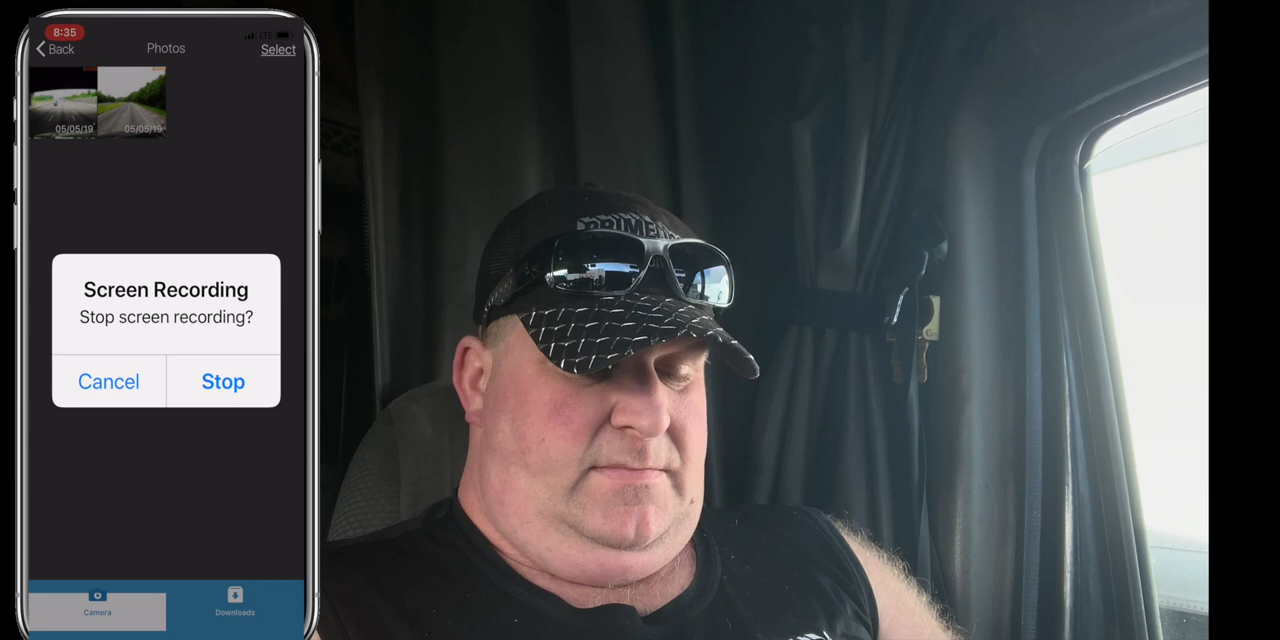 8:35
LTE
Back
Photos
Select
05/05/19
05/05/19
Screen Recording
Stop screen recording?
Cancel
Stop
Camera
Downloads